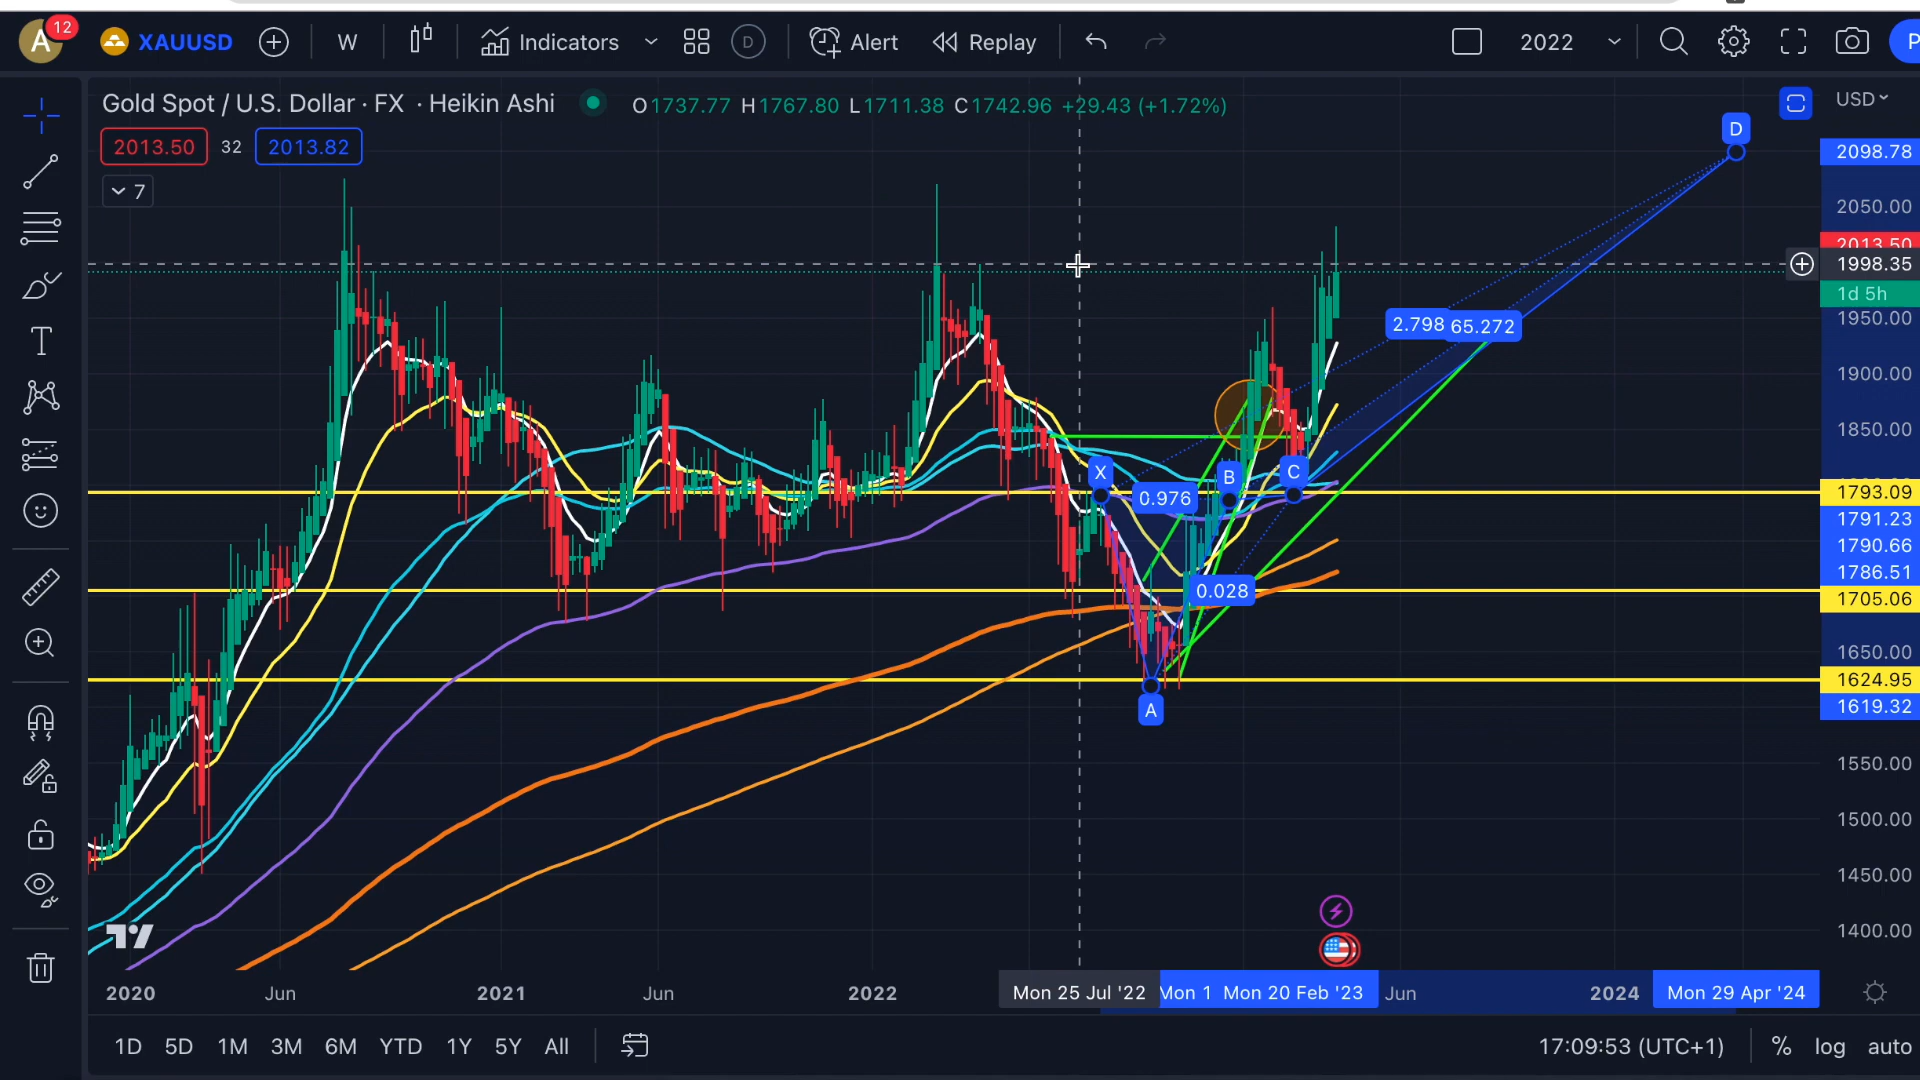 A 12 XAUUSD W Indicators D Alert Replay 2022 P
Gold Spot / U.S. Dollar · FX · Heikin Ashi O1737.77 H1767.80 L1711.38 C1742.96 +29.43 (+1.72%)
USD
2013.50 32 2013.82
7
D
2098.78
2050.00
2013.50
1998.35
1d 5h
1950.00
2.798 65.272
1900.00
1850.00
X B C
0.976
1793.09
1791.23
1790.66
1786.51
0.028
1705.06
1650.00
1624.95
1619.32
A
1550.00
1500.00
1450.00
1400.00
2020 Jun 2021 Jun 2022 Mon 25 Jul '22 Mon 1 Mon 20 Feb '23 Jun 2024 Mon 29 Apr '24
1D 5D 1M 3M 6M YTD 1Y 5Y All 17:09:53 (UTC+1) % log auto